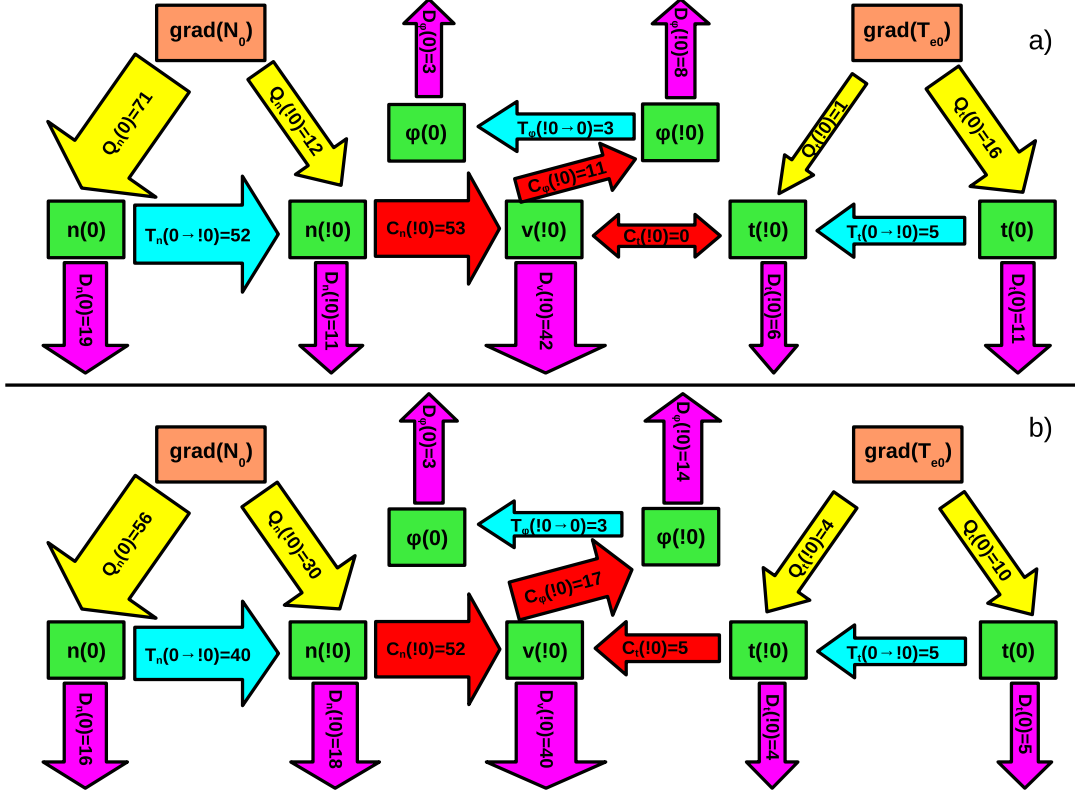 grad(N₀)
grad(Tₑ₀)
a)
Dᵩ(0)=3
Dᵩ(!0)=8
Qₙ(0)=71
Qₙ(!0)=12
φ(0)
Tᵩ(!0→0)=3
φ(!0)
Qₜ(!0)=1
Qₜ(0)=16
Cᵩ(!0)=11
n(0)
Tₙ(0→!0)=52
n(!0)
Cₙ(!0)=53
v(!0)
Cₜ(!0)=0
t(!0)
Tₜ(0→!0)=5
t(0)
Dₙ(0)=19
Dₙ(!0)=11
Dᵥ(!0)=42
Dₜ(!0)=6
Dₜ(0)=11
b)
grad(N₀)
grad(Tₑ₀)
Dᵩ(0)=3
Dᵩ(!0)=14
Qₙ(0)=56
Qₙ(!0)=30
φ(0)
Tᵩ(!0→0)=3
φ(!0)
Qₜ(!0)=4
Qₜ(0)=10
Cᵩ(!0)=17
n(0)
Tₙ(0→!0)=40
n(!0)
Cₙ(!0)=52
v(!0)
Cₜ(!0)=5
t(!0)
Tₜ(0→!0)=5
t(0)
Dₙ(0)=16
Dₙ(!0)=18
Dᵥ(!0)=40
Dₜ(!0)=4
Dₜ(0)=5